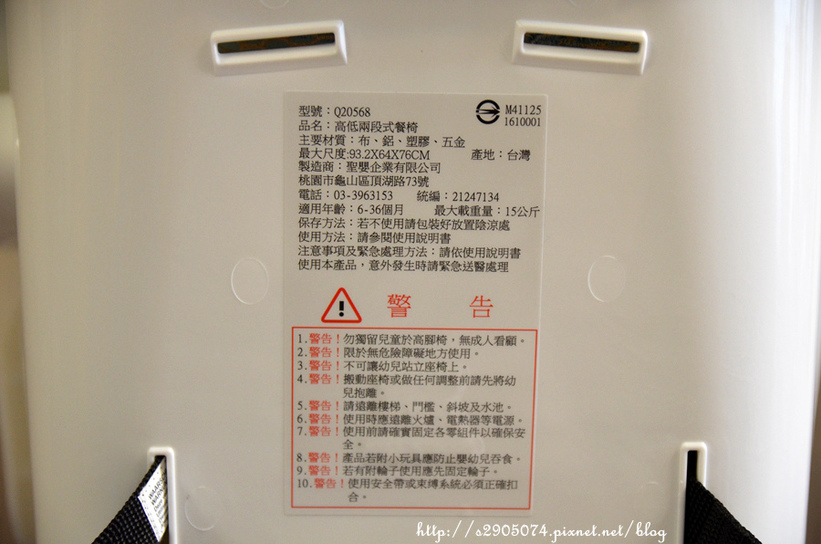 型號：Q20568
M41125
1610001
品名：高低兩段式餐椅
主要材質：布、鋁、塑膠、五金
最大尺度:93.2X64X76CM 產地：台灣
製造商：聖嬰企業有限公司
桃園市龜山區頂湖路73號
電話：03-3963153 統編：21247134
適用年齡：6-36個月 最大載重量：15公斤
保存方法：若不使用請包裝好放置陰涼處
使用方法：請參閱使用說明書
注意事項及緊急處理方法：請依使用說明書
使用本產品，意外發生時請緊急送醫處理
警 告
1.警告！勿獨留兒童於高腳椅，無成人看顧。
2.警告！限於無危險障礙地方使用。
3.警告！不可讓幼兒站立座椅上。
4.警告！搬動座椅或做任何調整前請先將幼
兒抱離。
5.警告！請遠離樓梯、門檻、斜坡及水池。
6.警告！使用時應遠離火爐、電熱器等電源。
7.警告！使用前請確實固定各零組件以確保安
全。
8.警告！產品若附小玩具應防止嬰幼兒吞食。
9.警告！若有附輪子使用應先固定輪子。
10.警告！使用安全帶或束縛系統必須正確扣
合。
http://s2905074.pixnet.net/blog